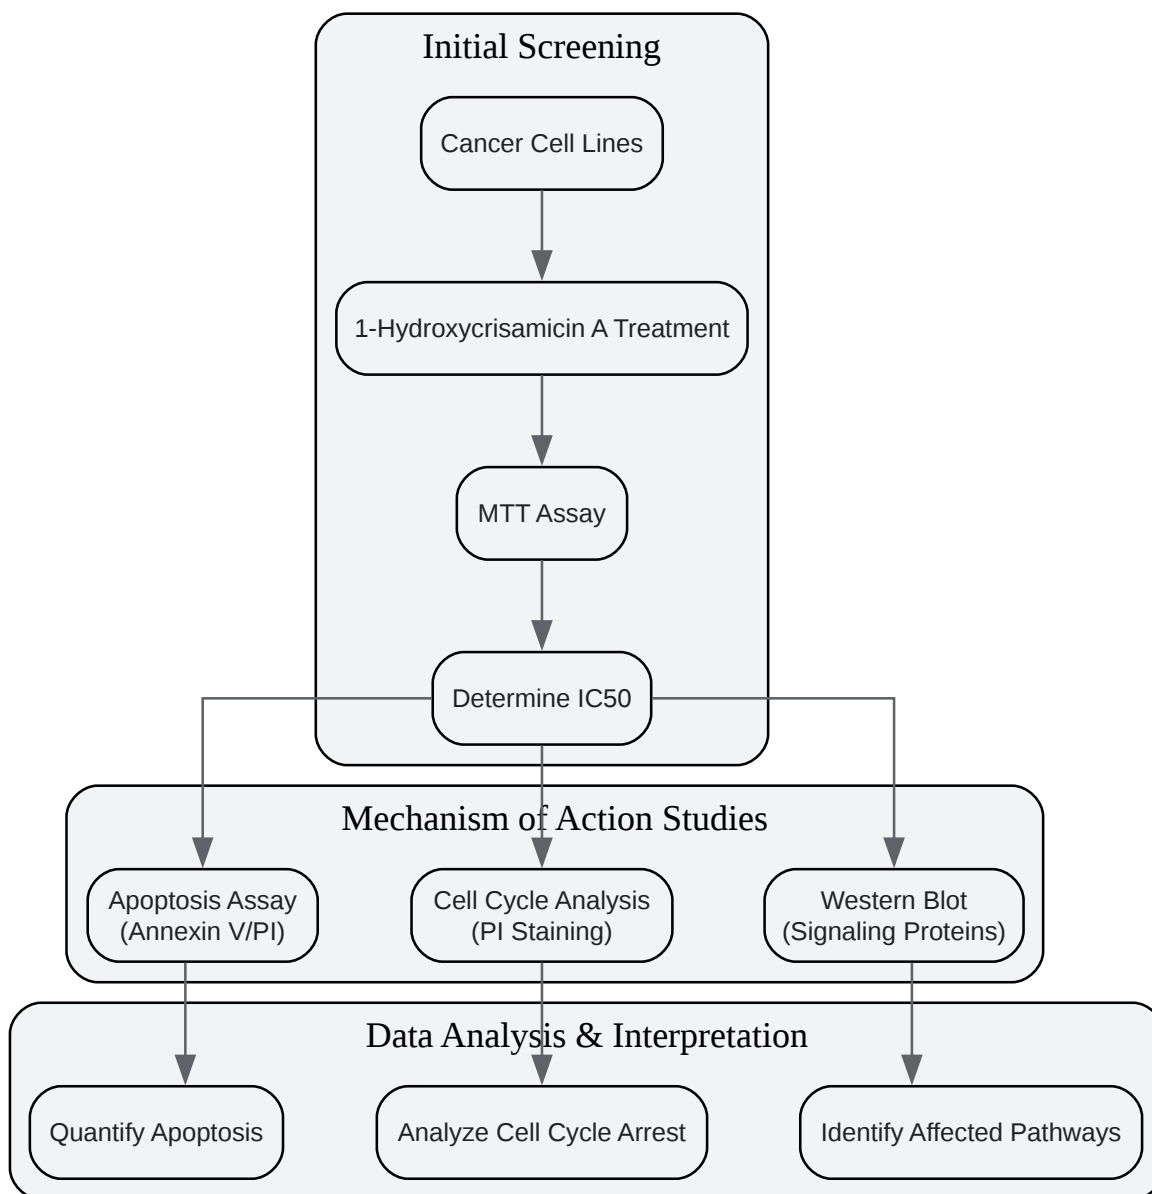 Initial Screening
Cancer Cell Lines
1-Hydroxycrisamicin A Treatment
MTT Assay
Determine IC50
Mechanism of Action Studies
Apoptosis Assay
(Annexin V/PI)
Cell Cycle Analysis
(PI Staining)
Western Blot
(Signaling Proteins)
Data Analysis & Interpretation
Quantify Apoptosis
Analyze Cell Cycle Arrest
Identify Affected Pathways